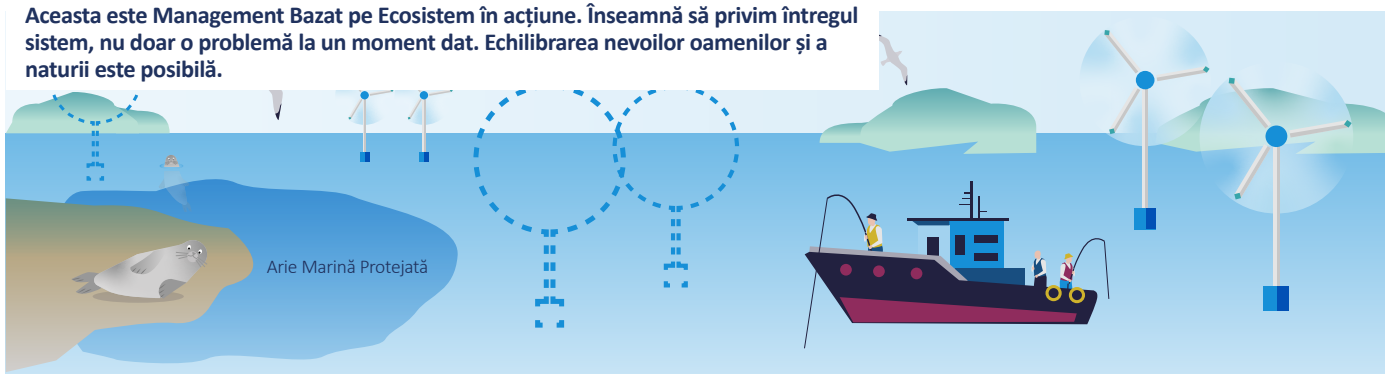 Aceasta este Management Bazat pe Ecosistem în acțiune. Înseamnă să privim întregul
sistem, nu doar o problemă la un moment dat. Echilibrarea nevoilor oamenilor și a
naturii este posibilă.
Arie Marină Protejată